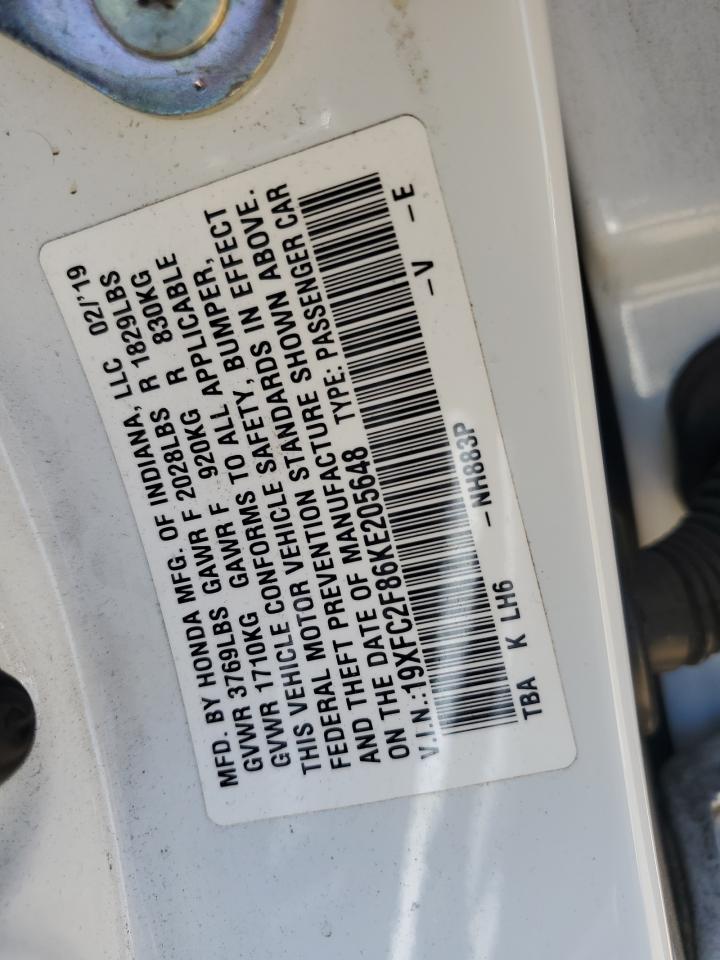 MFD. BY HONDA MFG. OF INDIANA, LLC 02/'19
GVWR 3769LBS GAWR F 2028LBS R 1829LBS
GVWR 1710KG GAWR F 920KG R 830KG
THIS VEHICLE CONFORMS TO ALL APPLICABLE
FEDERAL MOTOR VEHICLE SAFETY, BUMPER,
AND THEFT PREVENTION STANDARDS IN EFFECT
ON THE DATE OF MANUFACTURE SHOWN ABOVE.
V.I.N.:19XFC2F86KE205648 TYPE: PASSENGER CAR
TBA K LH6 - NH883P - V - E